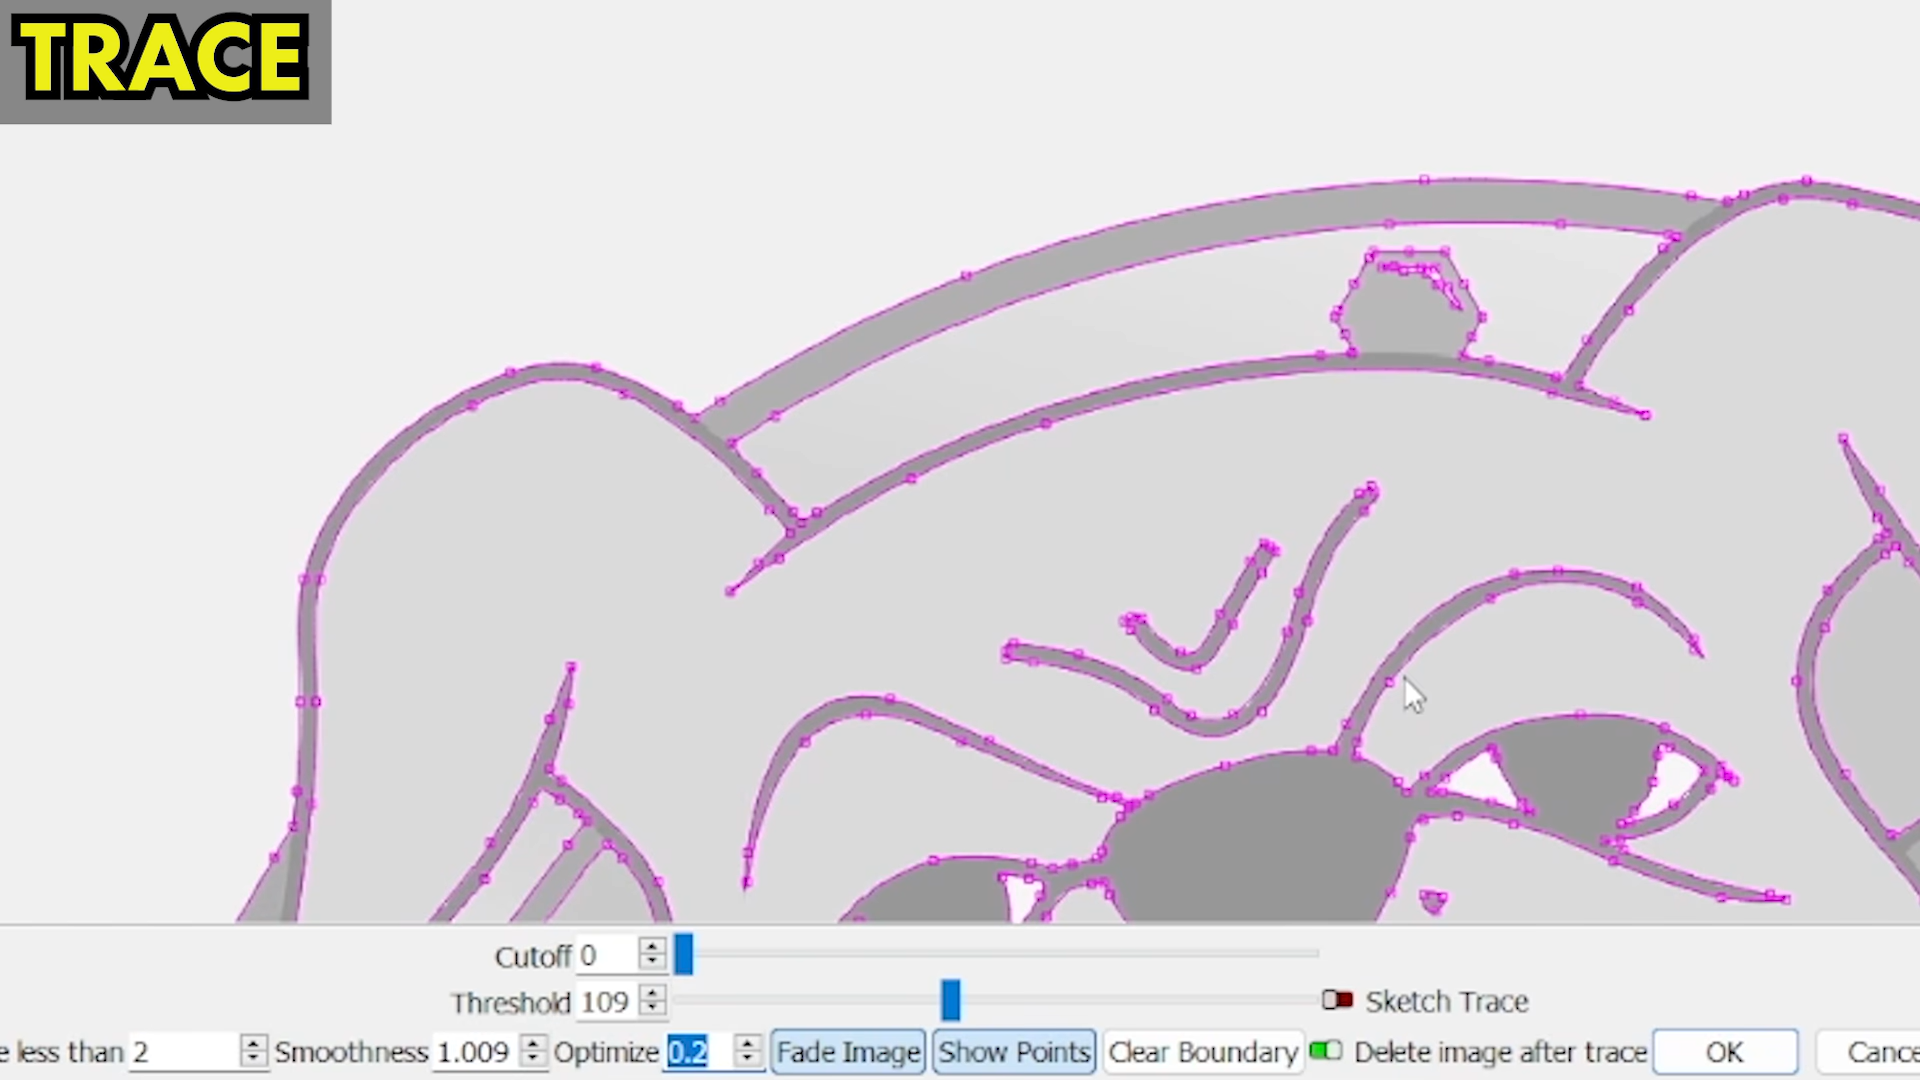 TRACE
Cutoff 0
Threshold 109
Sketch Trace
e less than 2 Smoothness 1.009 Optimize 0.2 Fade Image Show Points Clear Boundary Delete image after trace OK Cance